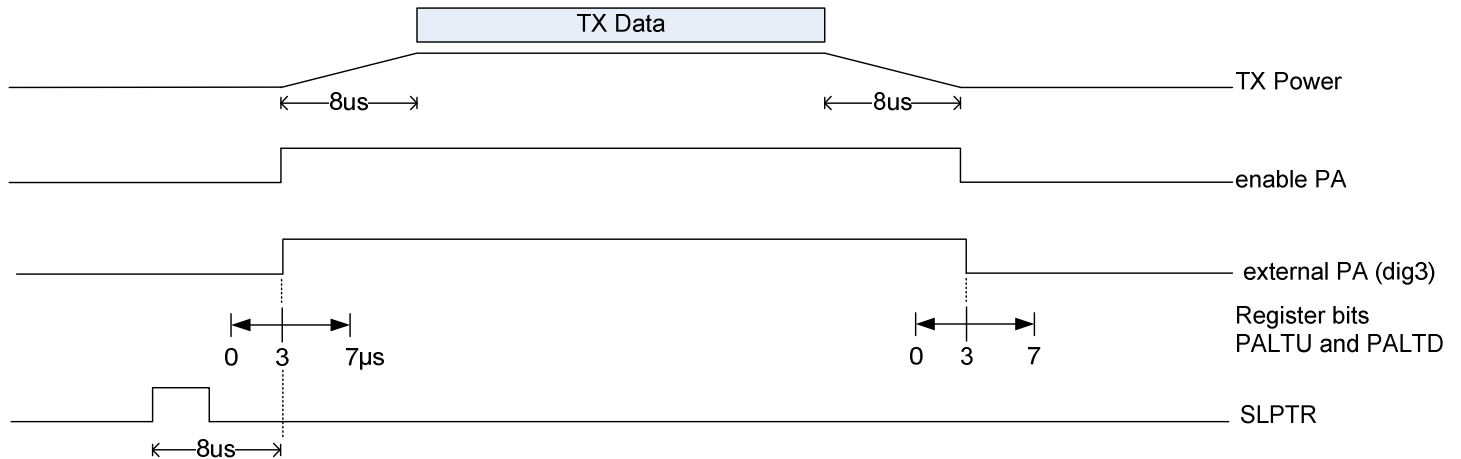 TX Data
TX Power
8us
8us
enable PA
external PA (dig3)
Register bits
PALTU and PALTD
0 3 7µs
0 3 7
SLPTR
8us